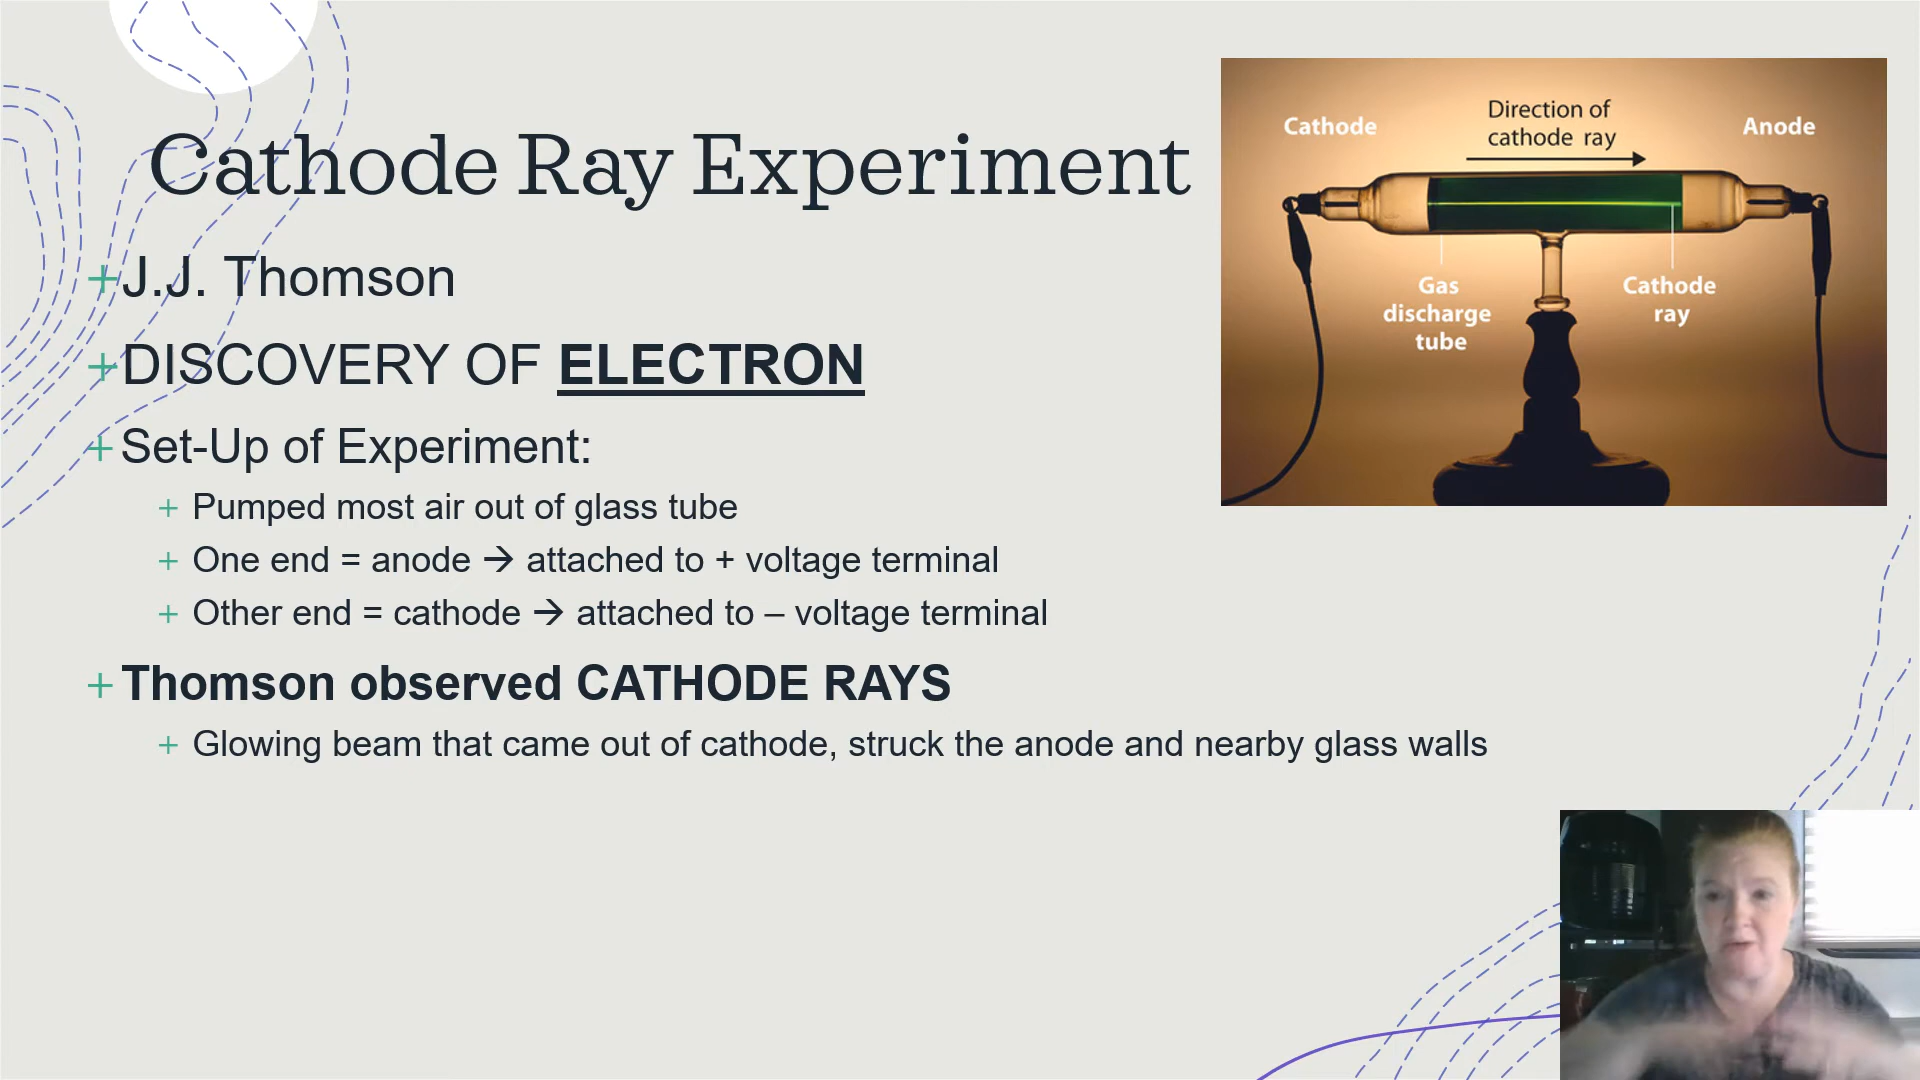 Cathode Ray Experiment
+J.J. Thomson
+DISCOVERY OF ELECTRON
+Set-Up of Experiment:
+ Pumped most air out of glass tube
+ One end = anode → attached to + voltage terminal
+ Other end = cathode → attached to – voltage terminal
+Thomson observed CATHODE RAYS
+ Glowing beam that came out of cathode, struck the anode and nearby glass walls
Cathode
Direction of
cathode ray
Anode
Gas
discharge
tube
Cathode
ray